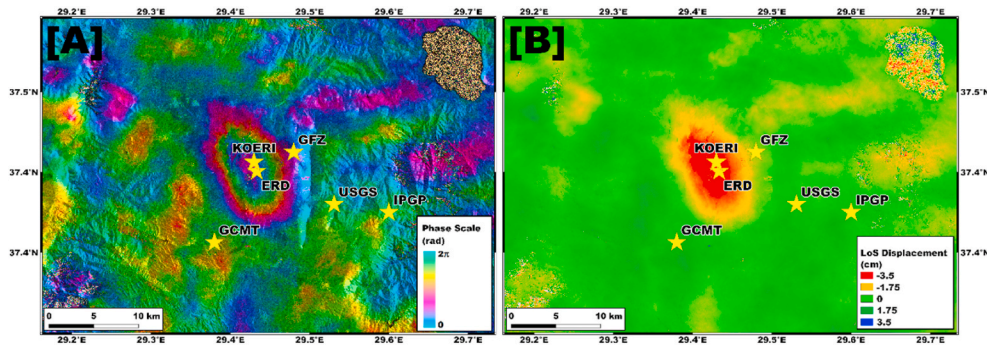 29.2°E 29.3°E 29.4°E 29.5°E 29.6°E 29.7°E 29.2°E 29.3°E 29.4°E 29.5°E 29.6°E 29.7°E
[A]
[B]
37.5°N
37.5°N
KOERI
GFZ
KOERI
GFZ
37.4°N
37.4°N
ERD
ERD
USGS
IPGP
USGS
IPGP
GCMT
GCMT
37.4°N
37.4°N
Phase Scale
(rad)
2π
0
LoS Displacement
(cm)
-3.5
-1.75
0
1.75
3.5
0 5 10 km
0 5 10 km
29.2°E 29.3°E 29.4°E 29.5°E 29.6°E 29.7°E 29.2°E 29.3°E 29.4°E 29.5°E 29.6°E 29.7°E